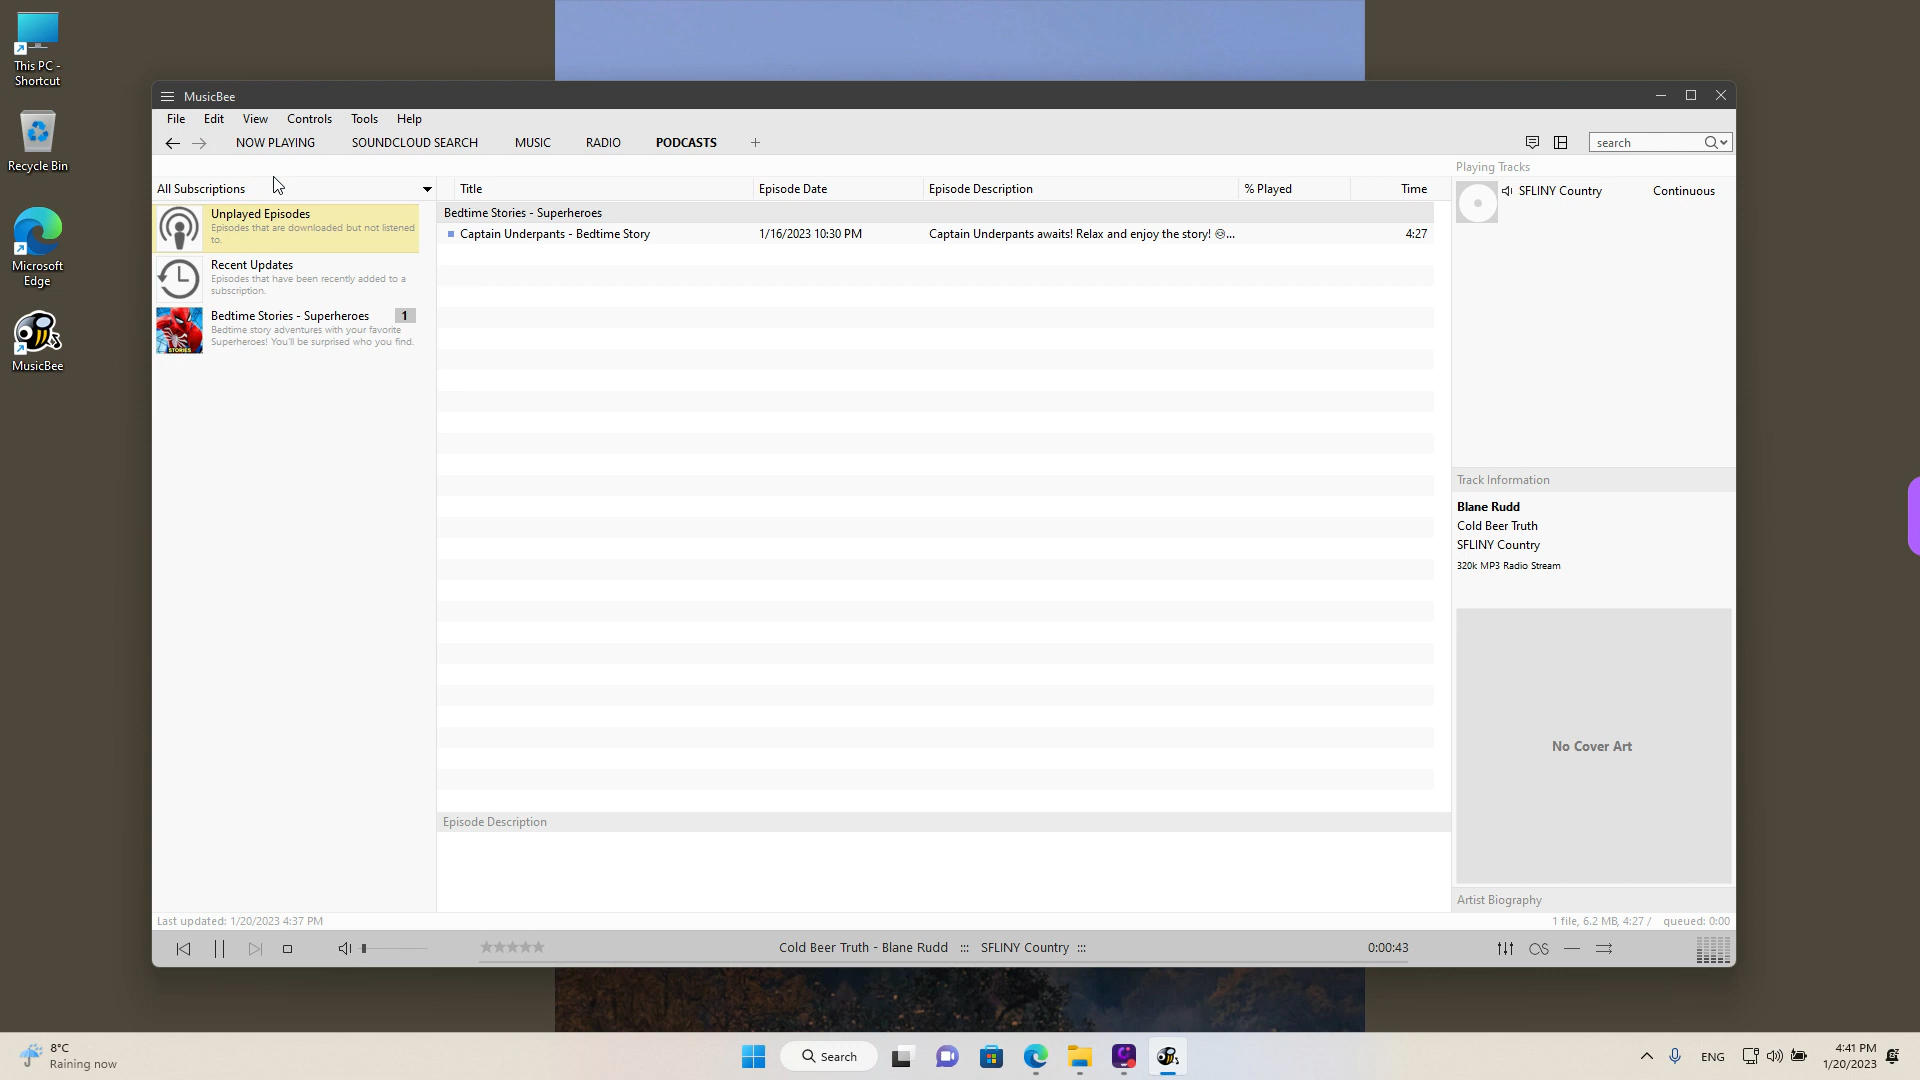 This PC -
Shortcut
Recycle Bin
Microsoft
Edge
MusicBee
MusicBee
File Edit View Controls Tools Help
NOW PLAYING SOUNDCLOUD SEARCH MUSIC RADIO PODCASTS +
search
All Subscriptions
Unplayed Episodes
Episodes that are downloaded but not listened
to.
Recent Updates
Episodes that have been recently added to a
subscription.
Bedtime Stories - Superheroes 1
Bedtime story adventures with your favorite
Superheroes! You'll be surprised who you find.
STORIES
Title Episode Date Episode Description % Played Time
Bedtime Stories - Superheroes
Captain Underpants - Bedtime Story 1/16/2023 10:30 PM Captain Underpants awaits! Relax and enjoy the story! ☺... 4:27
Episode Description
Playing Tracks
SFLINY Country Continuous
Track Information
Blane Rudd
Cold Beer Truth
SFLINY Country
320k MP3 Radio Stream
No Cover Art
Artist Biography
Last updated: 1/20/2023 4:37 PM
1 file, 6.2 MB, 4:27 / queued: 0:00
Cold Beer Truth - Blane Rudd ::: SFLINY Country :::
0:00:43
8°C
Raining now
Search
ENG
4:41 PM
1/20/2023